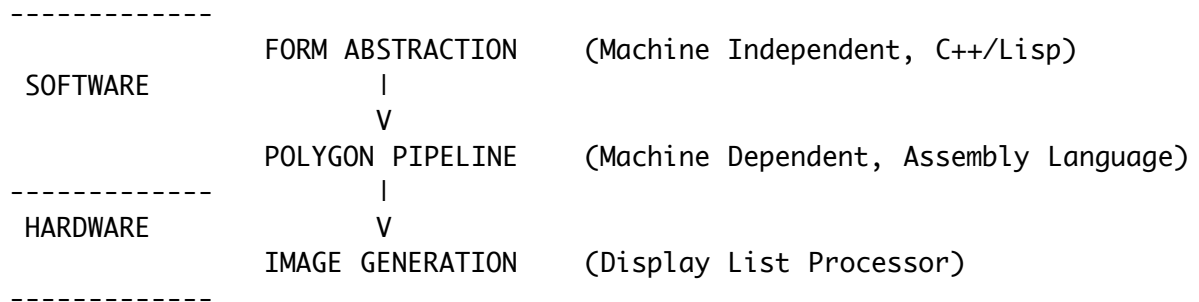 -------------
FORM ABSTRACTION (Machine Independent, C++/Lisp)
SOFTWARE |
V
POLYGON PIPELINE (Machine Dependent, Assembly Language)
------------- |
HARDWARE V
IMAGE GENERATION (Display List Processor)
-------------